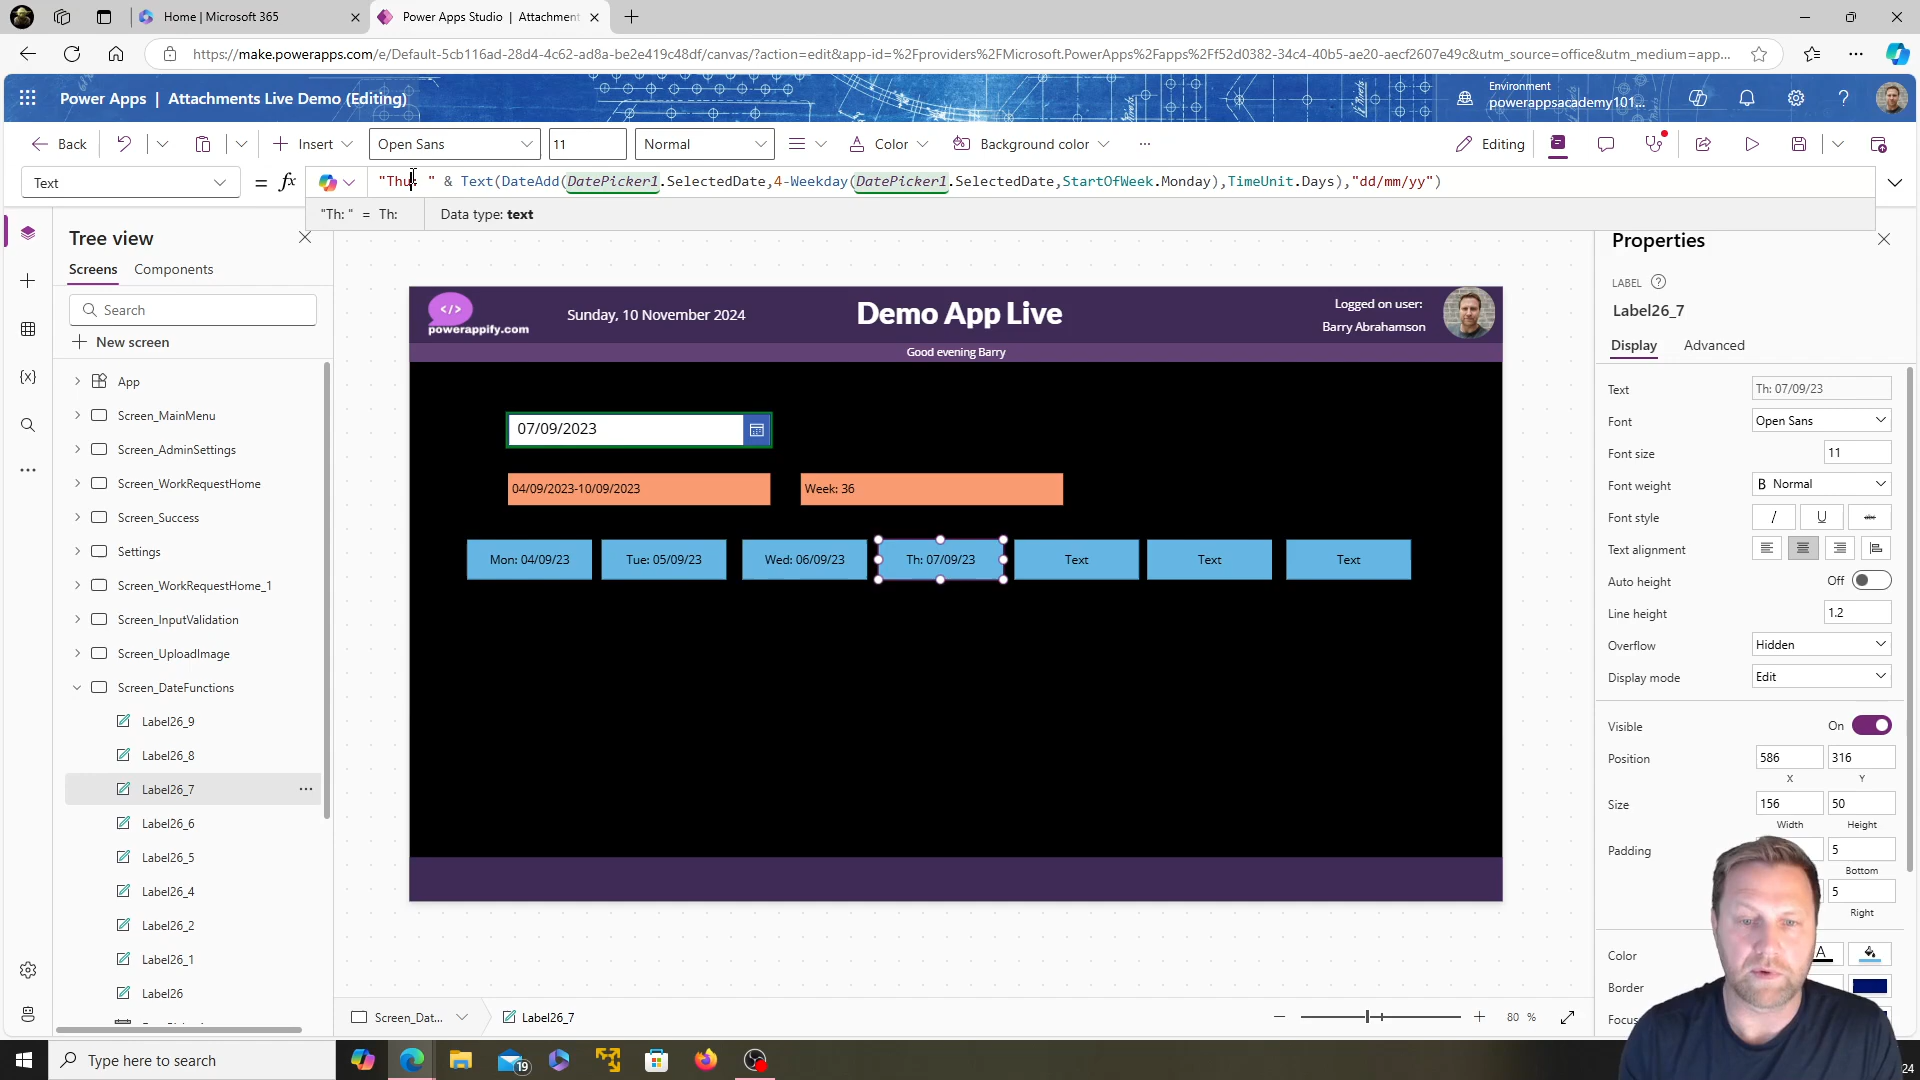 Home | Microsoft 365
Power Apps Studio | Attachment
https://make.powerapps.com/e/Default-5cb116ad-28d4-4c62-ad8a-be2e419c48df/canvas/?action=edit&app-id=%2Fproviders%2FMicrosoft.PowerApps%2Fapps%2Ff52d0382-34c4-40b5-ae20-aecf2607e49c&utm_source=office&utm_medium=app...
Power Apps | Attachments Live Demo (Editing)
Environment
powerappsacademy101...
Back
Insert
Open Sans
11
Normal
Color
Background color
Editing
Text
= fx
"Thu: " & Text(DateAdd(DatePicker1.SelectedDate,4-Weekday(DatePicker1.SelectedDate,StartOfWeek.Monday),TimeUnit.Days),"dd/mm/yy")
"Th: " = Th:
Data type: text
Tree view
Screens
Components
Search
New screen
App
Screen_MainMenu
Screen_AdminSettings
Screen_WorkRequestHome
Screen_Success
Settings
Screen_WorkRequestHome_1
Screen_InputValidation
Screen_UploadImage
Screen_DateFunctions
Label26_9
Label26_8
Label26_7
Label26_6
Label26_5
Label26_4
Label26_2
Label26_1
Label26
</>
powerappify.com
Sunday, 10 November 2024
Demo App Live
Logged on user:
Barry Abrahamson
Good evening Barry
07/09/2023
04/09/2023-10/09/2023
Week: 36
Mon: 04/09/23
Tue: 05/09/23
Wed: 06/09/23
Th: 07/09/23
Text
Text
Text
Screen_Dat...
Label26_7
80 %
Properties
LABEL
Label26_7
Display
Advanced
Text
Th: 07/09/23
Font
Open Sans
Font size
11
Font weight
B Normal
Font style
/ U
Text alignment
Auto height
Off
Line height
1.2
Overflow
Hidden
Display mode
Edit
Visible
On
Position
586
316
X
Y
Size
156
50
Width
Height
Padding
5
Bottom
5
Right
Color
A
Border
Focus
Type here to search
19
24